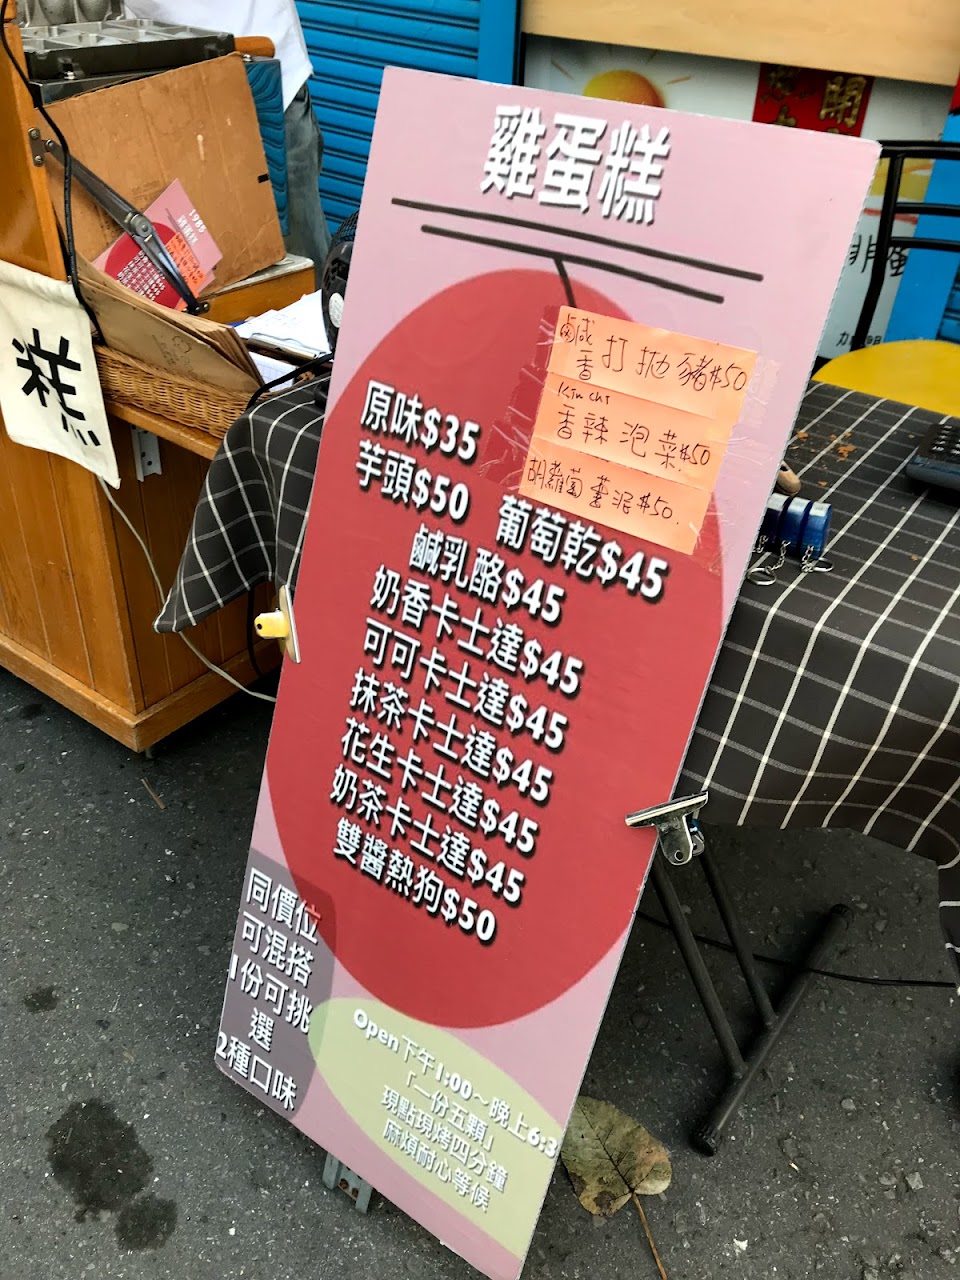 雞蛋糕
鹹香打拋豬$50
Kim chi
香辣泡菜$50
胡蘿蔔薯泥$50.
原味$35
芋頭$50
葡萄乾$45
鹹乳酪$45
奶香卡士達$45
可可卡士達$45
抹茶卡士達$45
花生卡士達$45
奶茶卡士達$45
雙醬熱狗$50
同價位
可混搭
1份可挑
選
2種口味
Open下午1:00~晚上6:3
「一份五顆」
現點現烤四分鐘
麻煩耐心等候
糕
1985
雞蛋糕